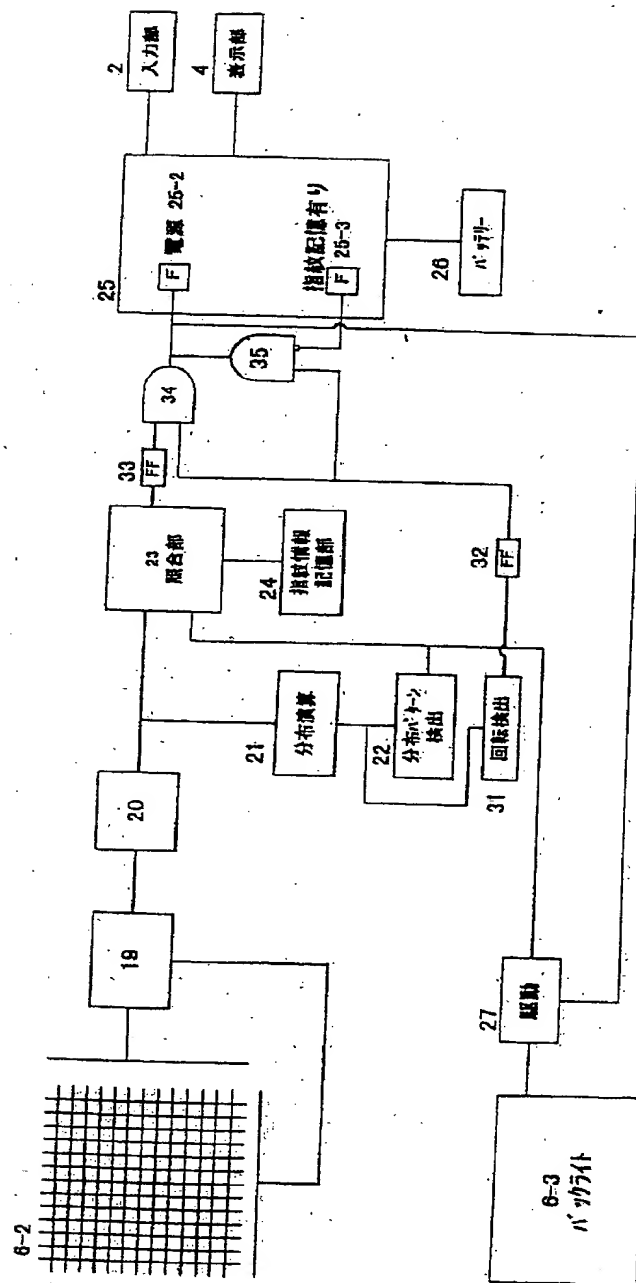 6-2
19
20
23
照合部
24
指紋情報
記憶部
21
分布演算
22
分布パターン
検出
31
回転検出
32
FF
33
FF
34
35
25
F
電源 25-2
指紋記憶有り
25-3
F
26
バッテリー
2
入力部
4
表示部
27
駆動
6-3
バックライト